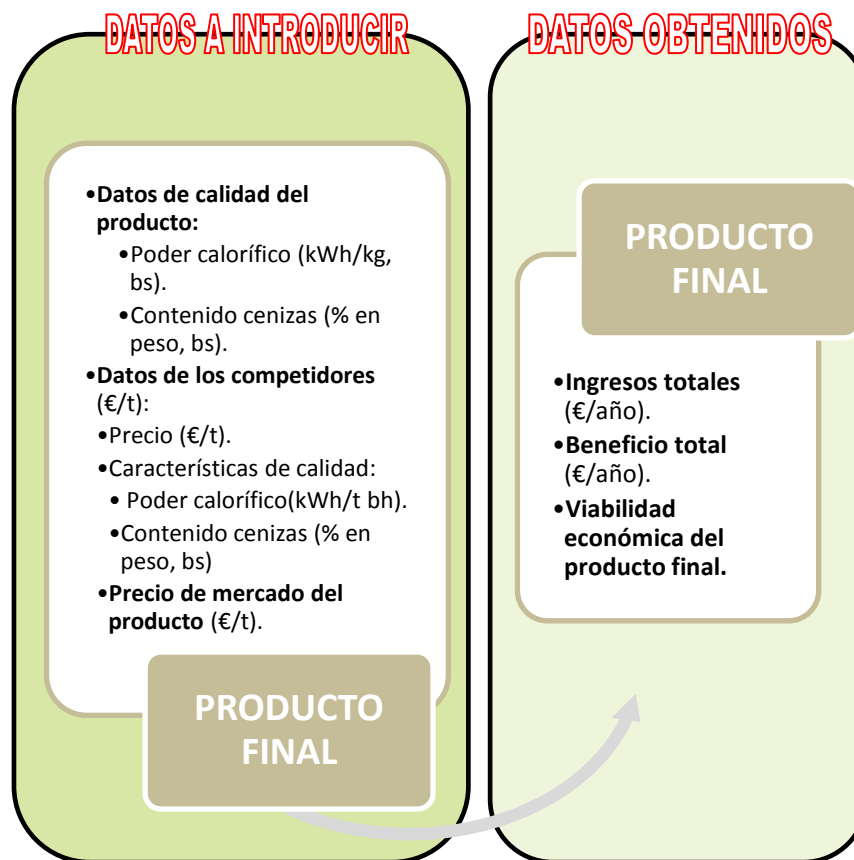 DATOS A INTRODUCIR
•Datos de calidad del
producto:
•Poder calorífico (kWh/kg,
bs).
•Contenido cenizas (% en
peso, bs).
•Datos de los competidores
(€/t):
•Precio (€/t).
•Características de calidad:
• Poder calorífico(kWh/t bh).
•Contenido cenizas (% en
peso, bs)
•Precio de mercado del
producto (€/t).
PRODUCTO
FINAL
DATOS OBTENIDOS
PRODUCTO
FINAL
•Ingresos totales
(€/año).
•Beneficio total
(€/año).
•Viabilidad
económica del
producto final.